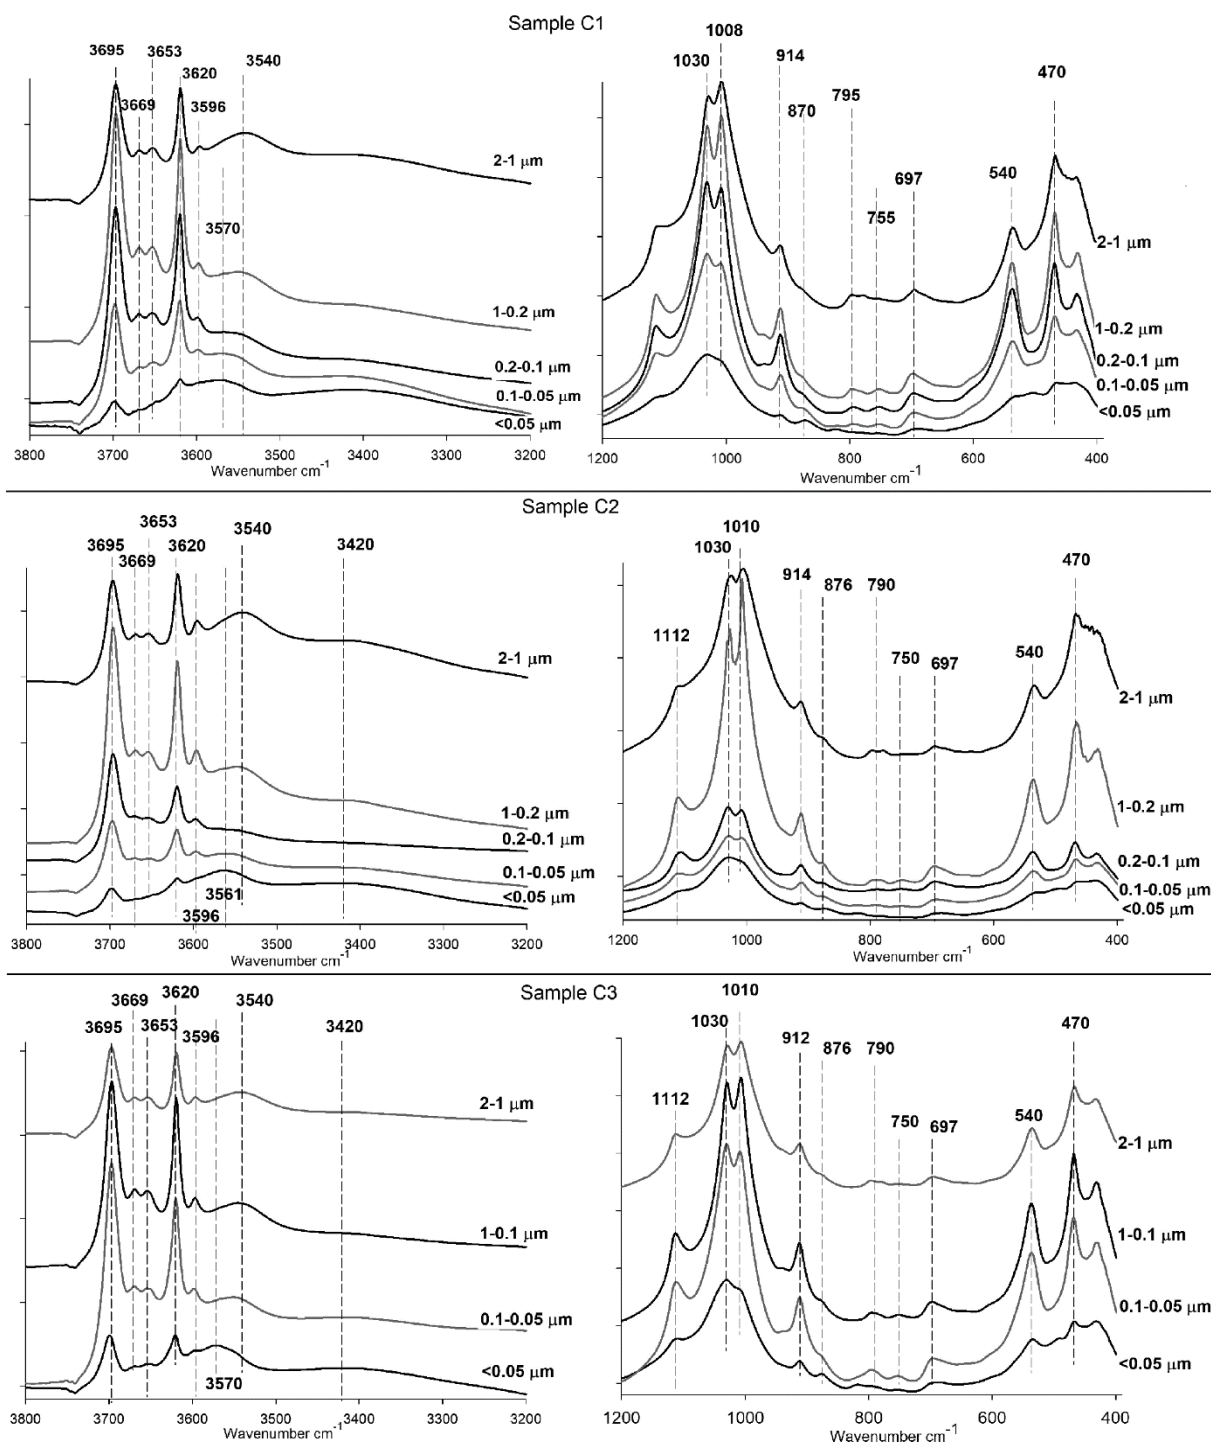 Sample C1
3695
3653
3669
3620
3596
3540
3570
2-1 μm
1-0.2 μm
0.2-0.1 μm
0.1-0.05 μm
<0.05 μm
3800
3700
3600
3500
3400
3300
3200
Wavenumber cm-1
1030
1008
914
870
795
755
697
540
470
2-1 μm
1-0.2 μm
0.2-0.1 μm
0.1-0.05 μm
<0.05 μm
1200
1000
800
600
400
Wavenumber cm-1
Sample C2
3695
3653
3669
3620
3540
3420
2-1 μm
1-0.2 μm
0.2-0.1 μm
0.1-0.05 μm
<0.05 μm
3561
3596
3800
3700
3600
3500
3400
3300
3200
Wavenumber cm-1
1112
1030
1010
914
876
790
750
697
540
470
2-1 μm
1-0.2 μm
0.2-0.1 μm
0.1-0.05 μm
<0.05 μm
1200
1000
800
600
400
Wavenumber cm-1
Sample C3
3695
3669
3653
3620
3596
3540
3420
2-1 μm
1-0.1 μm
0.1-0.05 μm
<0.05 μm
3570
3800
3700
3600
3500
3400
3300
3200
Wavenumber cm-1
1112
1030
1010
912
876
790
750
697
540
470
2-1 μm
1-0.1 μm
0.1-0.05 μm
<0.05 μm
1200
1000
800
600
400
Wavenumber cm-1